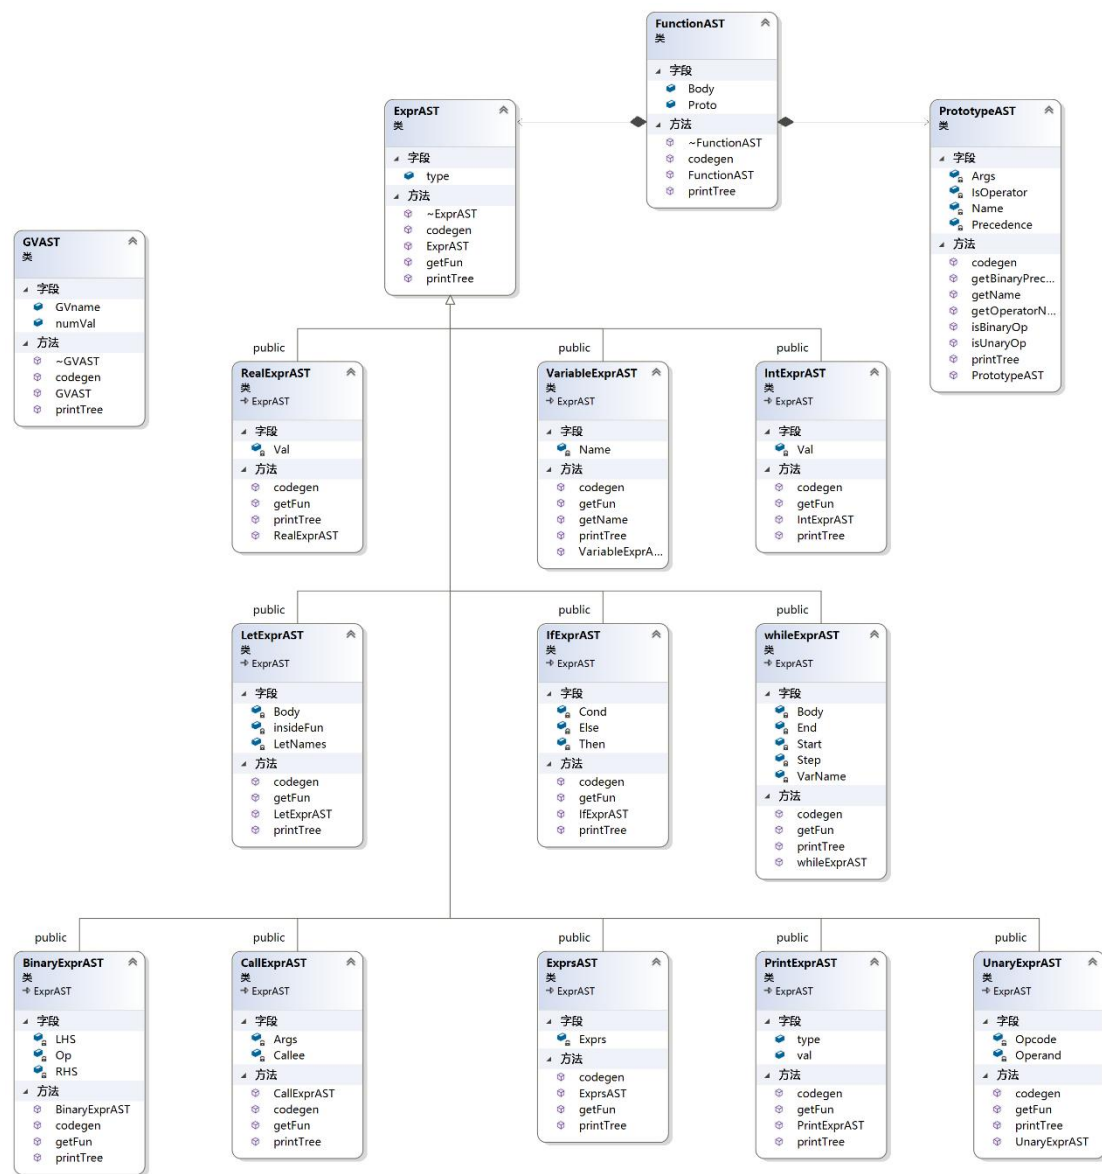 FunctionAST
类
字段
Body
Proto
方法
~FunctionAST
codegen
FunctionAST
printTree
ExprAST
类
字段
type
方法
~ExprAST
codegen
ExprAST
getFun
printTree
PrototypeAST
类
字段
Args
IsOperator
Name
Precedence
方法
codegen
getBinaryPrec...
getName
getOperatorN...
isBinaryOp
isUnaryOp
printTree
PrototypeAST
GVAST
类
字段
GVname
numVal
方法
~GVAST
codegen
GVAST
printTree
public
RealExprAST
类
ExprAST
字段
Val
方法
codegen
getFun
printTree
RealExprAST
public
VariableExprAST
类
ExprAST
字段
Name
方法
codegen
getFun
getName
printTree
VariableExprA...
public
IntExprAST
类
ExprAST
字段
Val
方法
codegen
getFun
IntExprAST
printTree
public
LetExprAST
类
ExprAST
字段
Body
insideFun
LetNames
方法
codegen
getFun
LetExprAST
printTree
public
IfExprAST
类
ExprAST
字段
Cond
Else
Then
方法
codegen
getFun
IfExprAST
printTree
public
whileExprAST
类
ExprAST
字段
Body
End
Start
Step
VarName
方法
codegen
getFun
printTree
whileExprAST
public
BinaryExprAST
类
ExprAST
字段
LHS
Op
RHS
方法
BinaryExprAST
codegen
getFun
printTree
public
CallExprAST
类
ExprAST
字段
Args
Callee
方法
CallExprAST
codegen
getFun
printTree
public
ExprsAST
类
ExprAST
字段
Exprs
方法
codegen
ExprsAST
getFun
printTree
public
PrintExprAST
类
ExprAST
字段
type
val
方法
codegen
getFun
PrintExprAST
printTree
public
UnaryExprAST
类
ExprAST
字段
Opcode
Operand
方法
codegen
getFun
printTree
UnaryExprAST